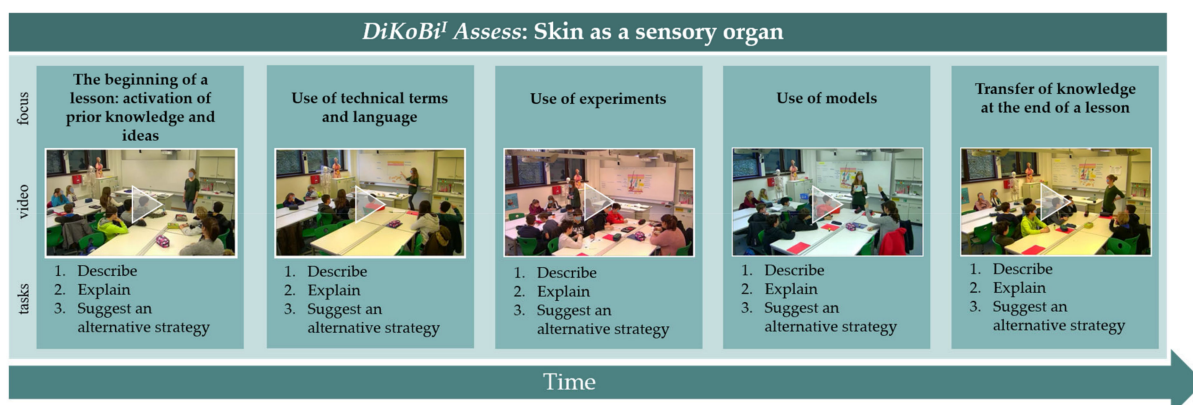 DiKoBiᴵ Assess: Skin as a sensory organ
focus
The beginning of a
lesson: activation of
prior knowledge and
ideas
Use of technical terms
and language
Use of experiments
Use of models
Transfer of knowledge
at the end of a lesson
video
tasks
1. Describe
2. Explain
3. Suggest an
alternative strategy
1. Describe
2. Explain
3. Suggest an
alternative strategy
1. Describe
2. Explain
3. Suggest an
alternative strategy
1. Describe
2. Explain
3. Suggest an
alternative strategy
1. Describe
2. Explain
3. Suggest an
alternative strategy
Time